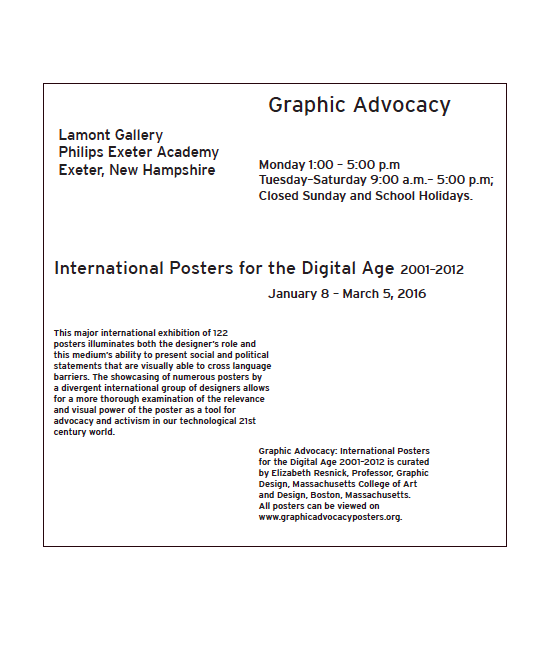 Graphic Advocacy
Lamont Gallery
Philips Exeter Academy
Exeter, New Hampshire
Monday 1:00 – 5:00 p.m
Tuesday–Saturday 9:00 a.m.– 5:00 p.m;
Closed Sunday and School Holidays.
International Posters for the Digital Age 2001–2012
January 8 – March 5, 2016
This major international exhibition of 122
posters illuminates both the designer's role and
this medium's ability to present social and political
statements that are visually able to cross language
barriers. The showcasing of numerous posters by
a divergent international group of designers allows
for a more thorough examination of the relevance
and visual power of the poster as a tool for
advocacy and activism in our technological 21st
century world.
Graphic Advocacy: International Posters
for the Digital Age 2001–2012 is curated
by Elizabeth Resnick, Professor, Graphic
Design, Massachusetts College of Art
and Design, Boston, Massachusetts.
All posters can be viewed on
www.graphicadvocacyposters.org.